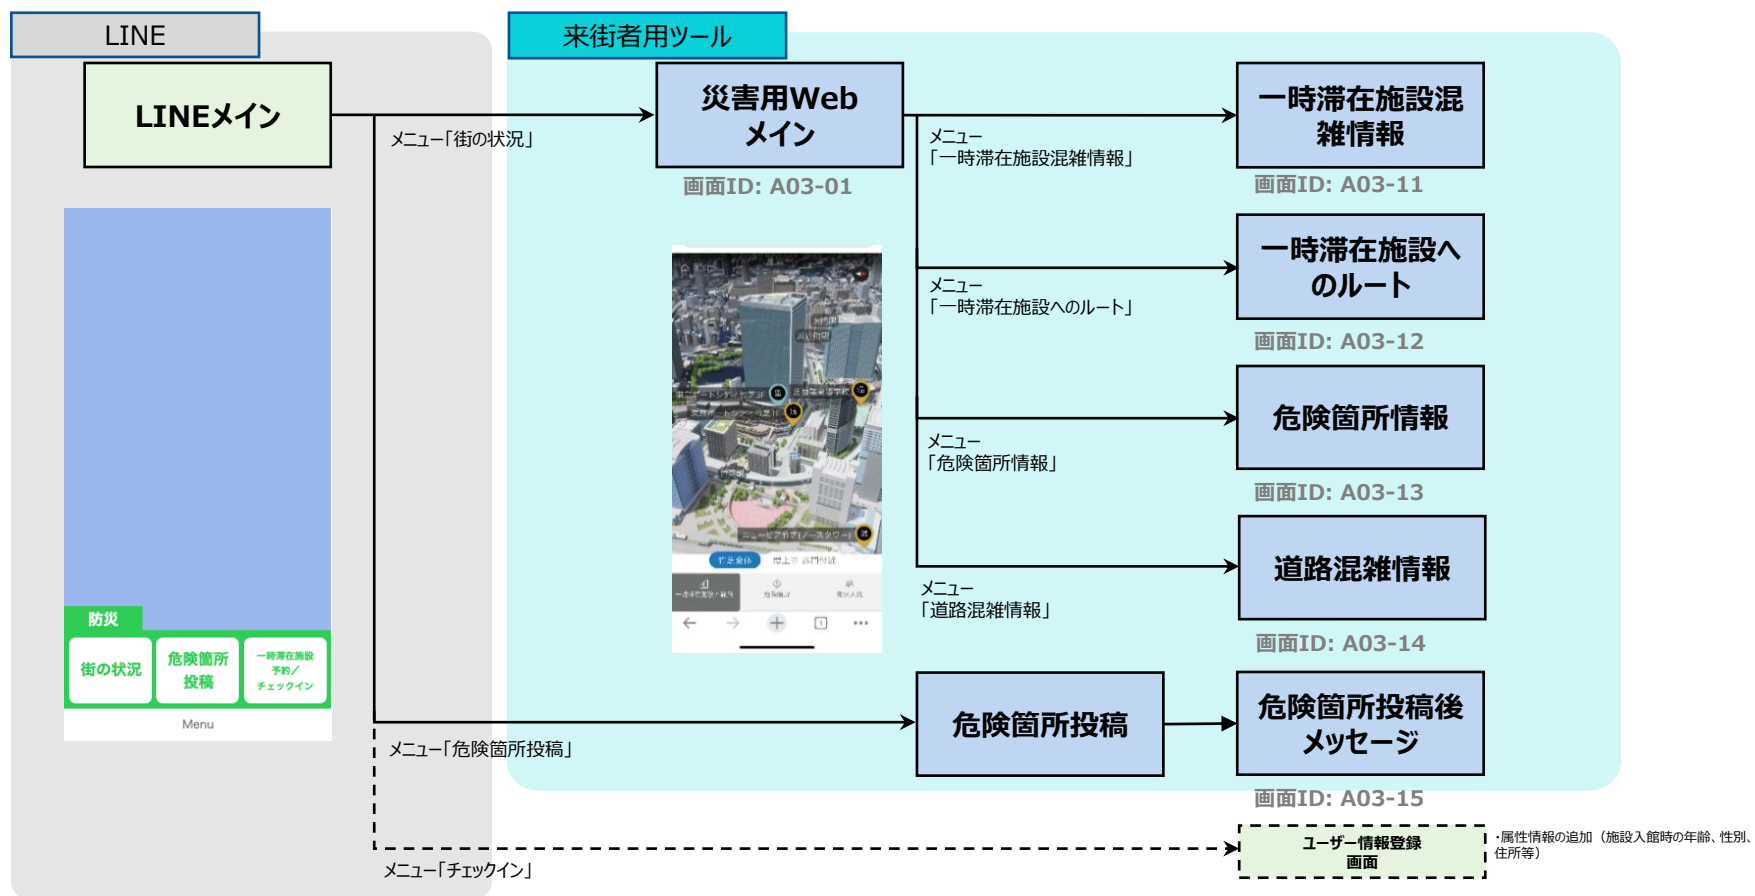 LINE
来街者用ツール
LINEメイン
メニュー「街の状況」
災害用Web
メイン
画面ID: A03-01
メニュー
「一時滞在施設混雑情報」
一時滞在施設混
雑情報
画面ID: A03-11
メニュー
「一時滞在施設へのルート」
一時滞在施設へ
のルート
画面ID: A03-12
メニュー
「危険箇所情報」
危険箇所情報
画面ID: A03-13
メニュー
「道路混雑情報」
道路混雑情報
画面ID: A03-14
防災
街の状況
危険箇所
投稿
一時滞在施設
予約／
チェックイン
Menu
メニュー「危険箇所投稿」
危険箇所投稿
危険箇所投稿後
メッセージ
画面ID: A03-15
メニュー「チェックイン」
ユーザー情報登録
画面
・属性情報の追加（施設入館時の年齢、性別、
住所等）